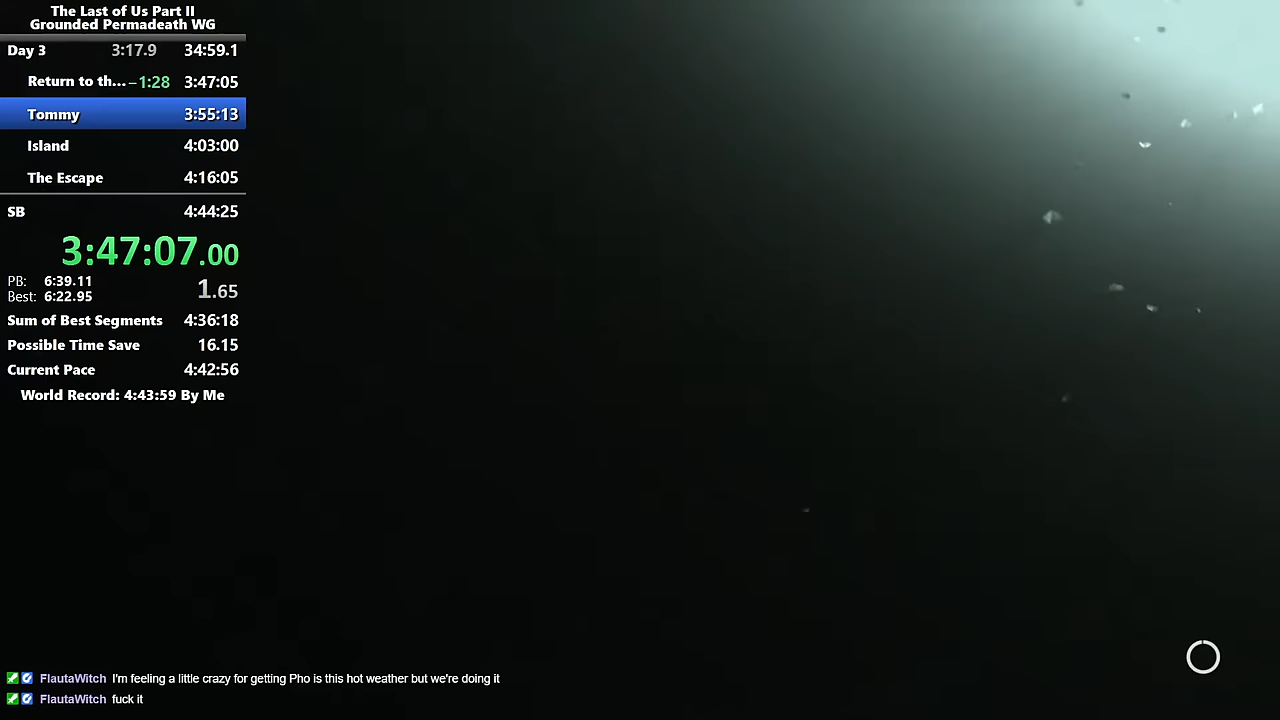 The Last of Us Part II
Grounded Permadeath WG
Day 3 3:17.9 34:59.1
Return to th... −1:28 3:47:05
Tommy 3:55:13
Island 4:03:00
The Escape 4:16:05
SB 4:44:25
3:47:07.00
PB: 6:39.11
Best: 6:22.95 1.65
Sum of Best Segments 4:36:18
Possible Time Save 16.15
Current Pace 4:42:56
World Record: 4:43:59 By Me
FlautaWitch I'm feeling a little crazy for getting Pho is this hot weather but we're doing it
FlautaWitch fuck it